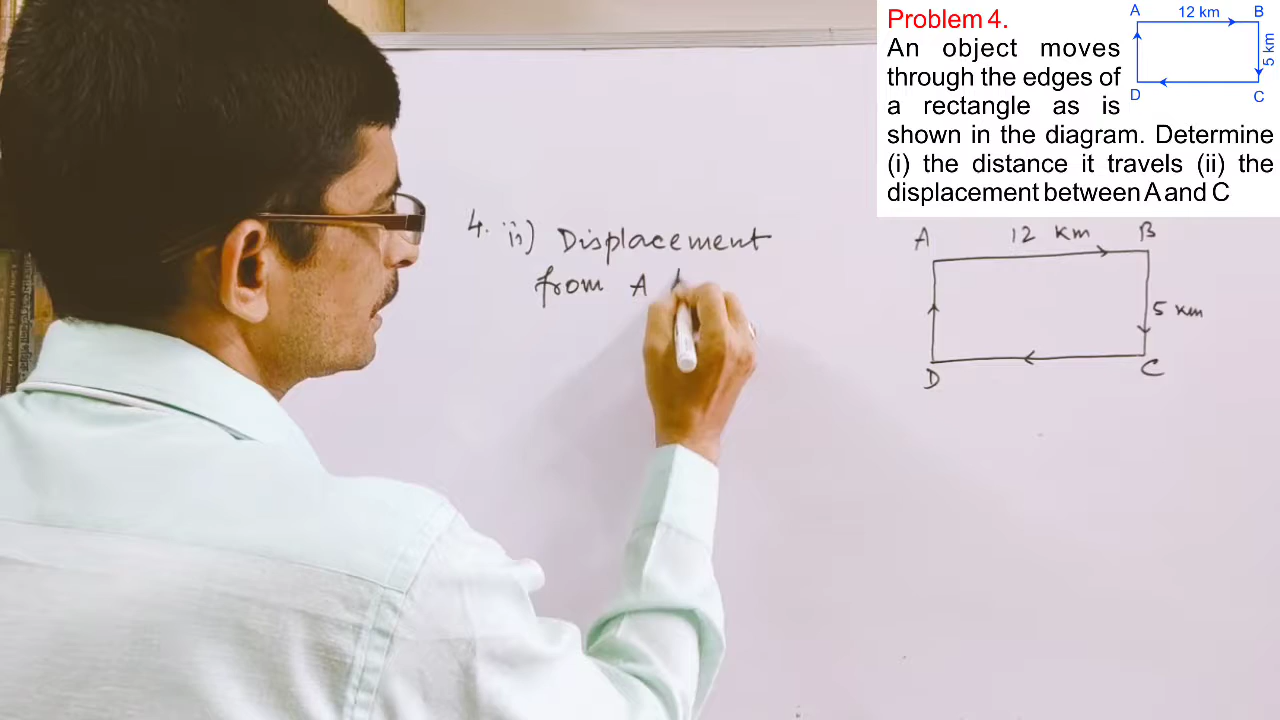 Problem 4.
An object moves
through the edges of
a rectangle as is
shown in the diagram. Determine
(i) the distance it travels (ii) the
displacement between A and C
A 12 km B
5 km
D C
4. ii) Displacement
from A
A 12 km B
5 km
D C